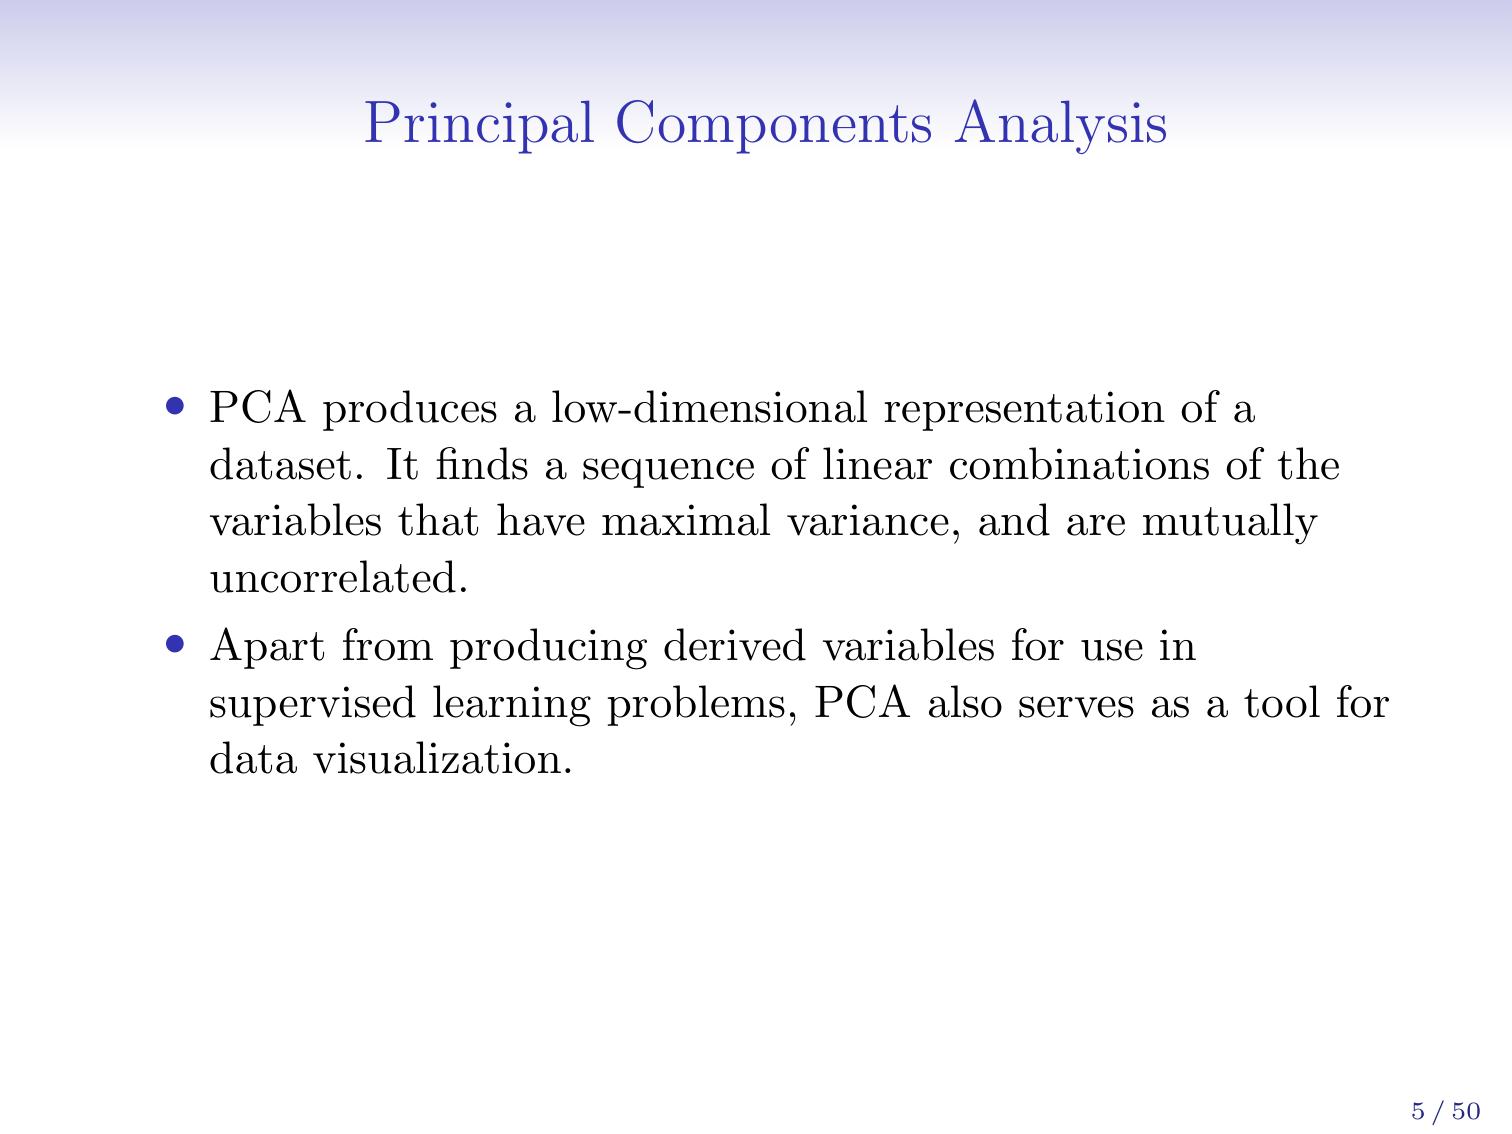 Principal Components Analysis
• PCA produces a low-dimensional representation of a
dataset. It finds a sequence of linear combinations of the
variables that have maximal variance, and are mutually
uncorrelated.
• Apart from producing derived variables for use in
supervised learning problems, PCA also serves as a tool for
data visualization.
5 / 50